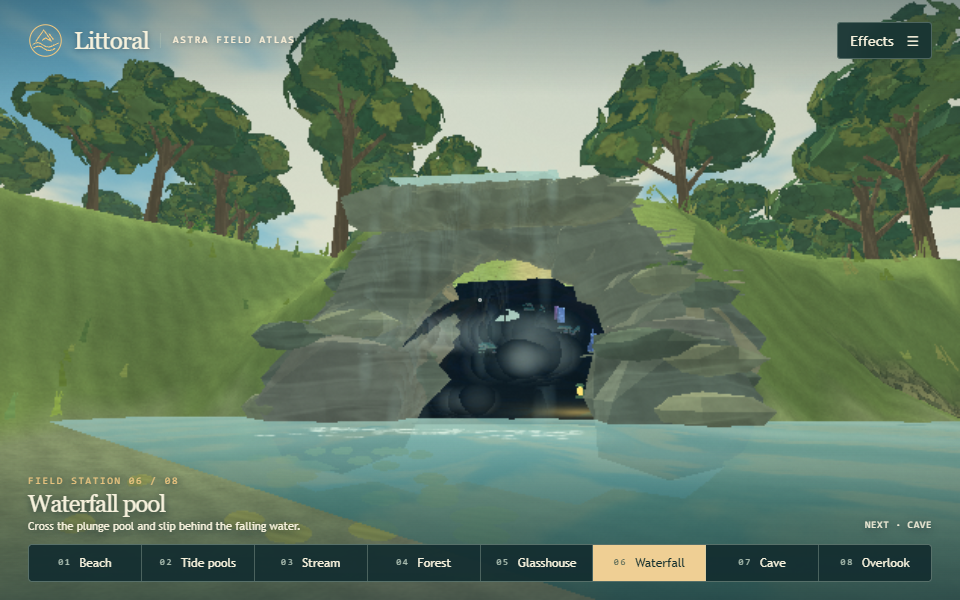 Littoral
ASTRA FIELD ATLAS
Effects
FIELD STATION 06 / 08
Waterfall pool
Cross the plunge pool and slip behind the falling water.
NEXT · CAVE
01 Beach
02 Tide pools
03 Stream
04 Forest
05 Glasshouse
06 Waterfall
07 Cave
08 Overlook